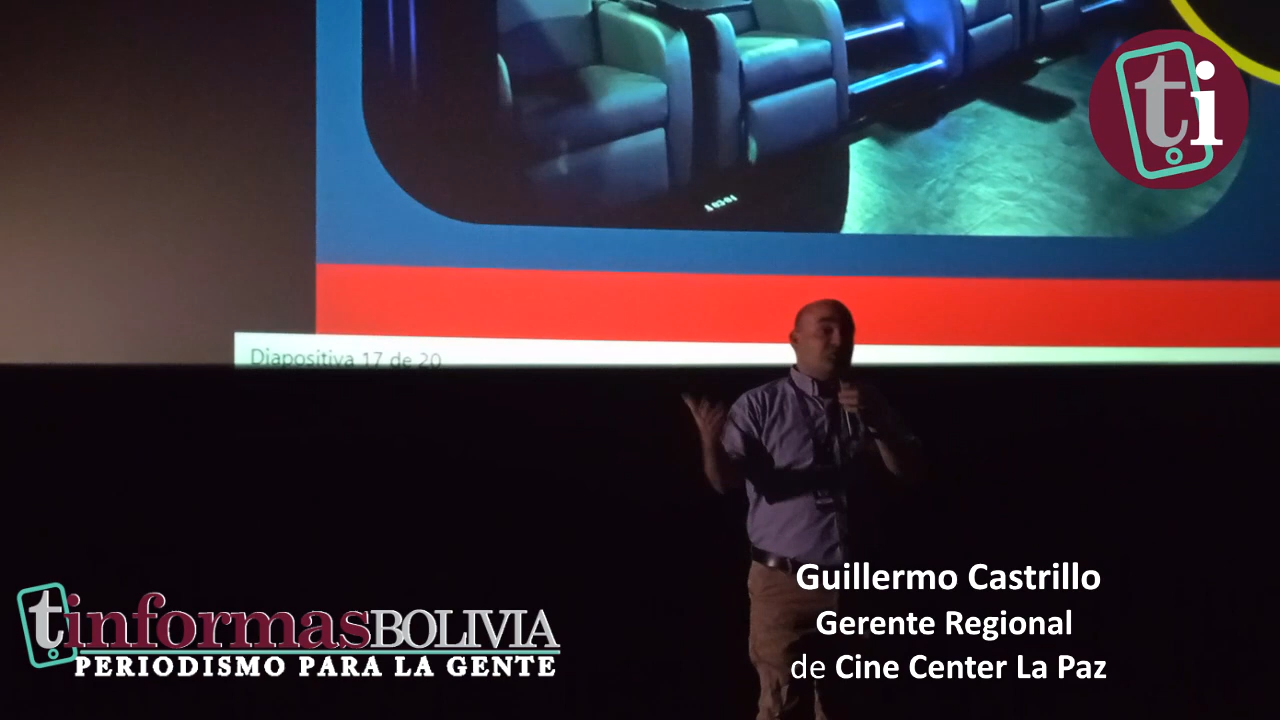 ti
Diapositiva 17 de 20
Guillermo Castrillo
Gerente Regional
de Cine Center La Paz
tinformasBOLIVIA
PERIODISMO PARA LA GENTE